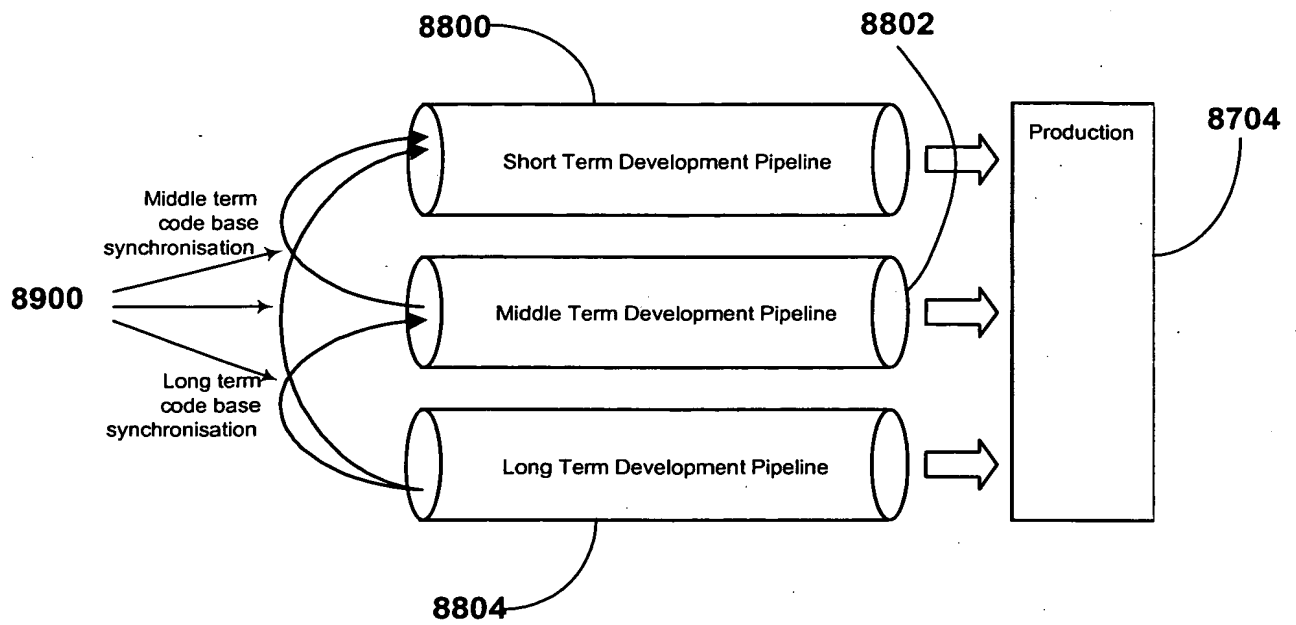 8800
8802
8704
Production
Short Term Development Pipeline
Middle term
code base
synchronisation
8900
Middle Term Development Pipeline
Long term
code base
synchronisation
Long Term Development Pipeline
8804